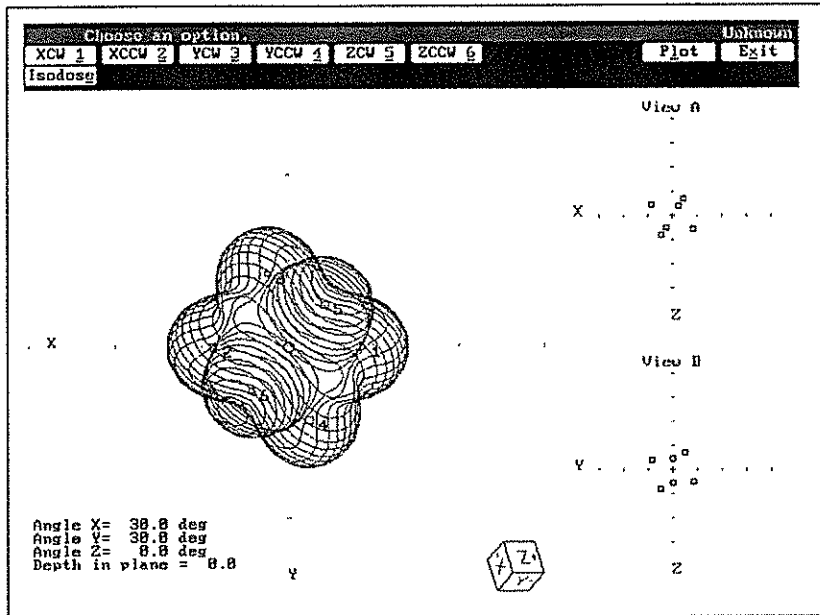 Choose an option. Unknown
XCW 1 XCCW 2 YCW 3 YCCW 4 ZCW 5 ZCCW 6 Plot Exit
Isodose
View A
X
Z
X
View B
Y
Z
Angle X= 30.0 deg
Angle Y= 30.0 deg
Angle Z= 0.0 deg
Depth in plane = 0.0
Y
X Z